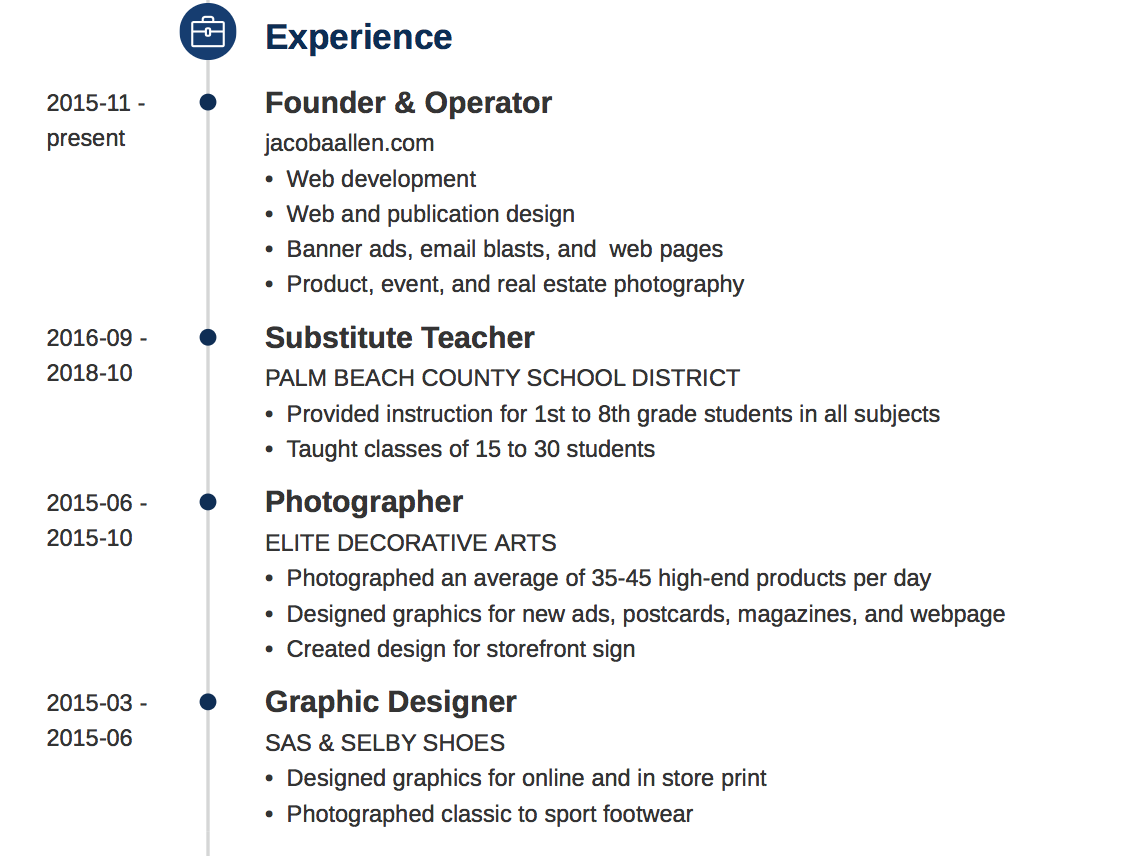 Experience
2015-11 -
present
Founder & Operator
jacobaallen.com
• Web development
• Web and publication design
• Banner ads, email blasts, and  web pages
• Product, event, and real estate photography
2016-09 -
2018-10
Substitute Teacher
PALM BEACH COUNTY SCHOOL DISTRICT
• Provided instruction for 1st to 8th grade students in all subjects
• Taught classes of 15 to 30 students
2015-06 -
2015-10
Photographer
ELITE DECORATIVE ARTS
• Photographed an average of 35-45 high-end products per day
• Designed graphics for new ads, postcards, magazines, and webpage
• Created design for storefront sign
2015-03 -
2015-06
Graphic Designer
SAS & SELBY SHOES
• Designed graphics for online and in store print
• Photographed classic to sport footwear